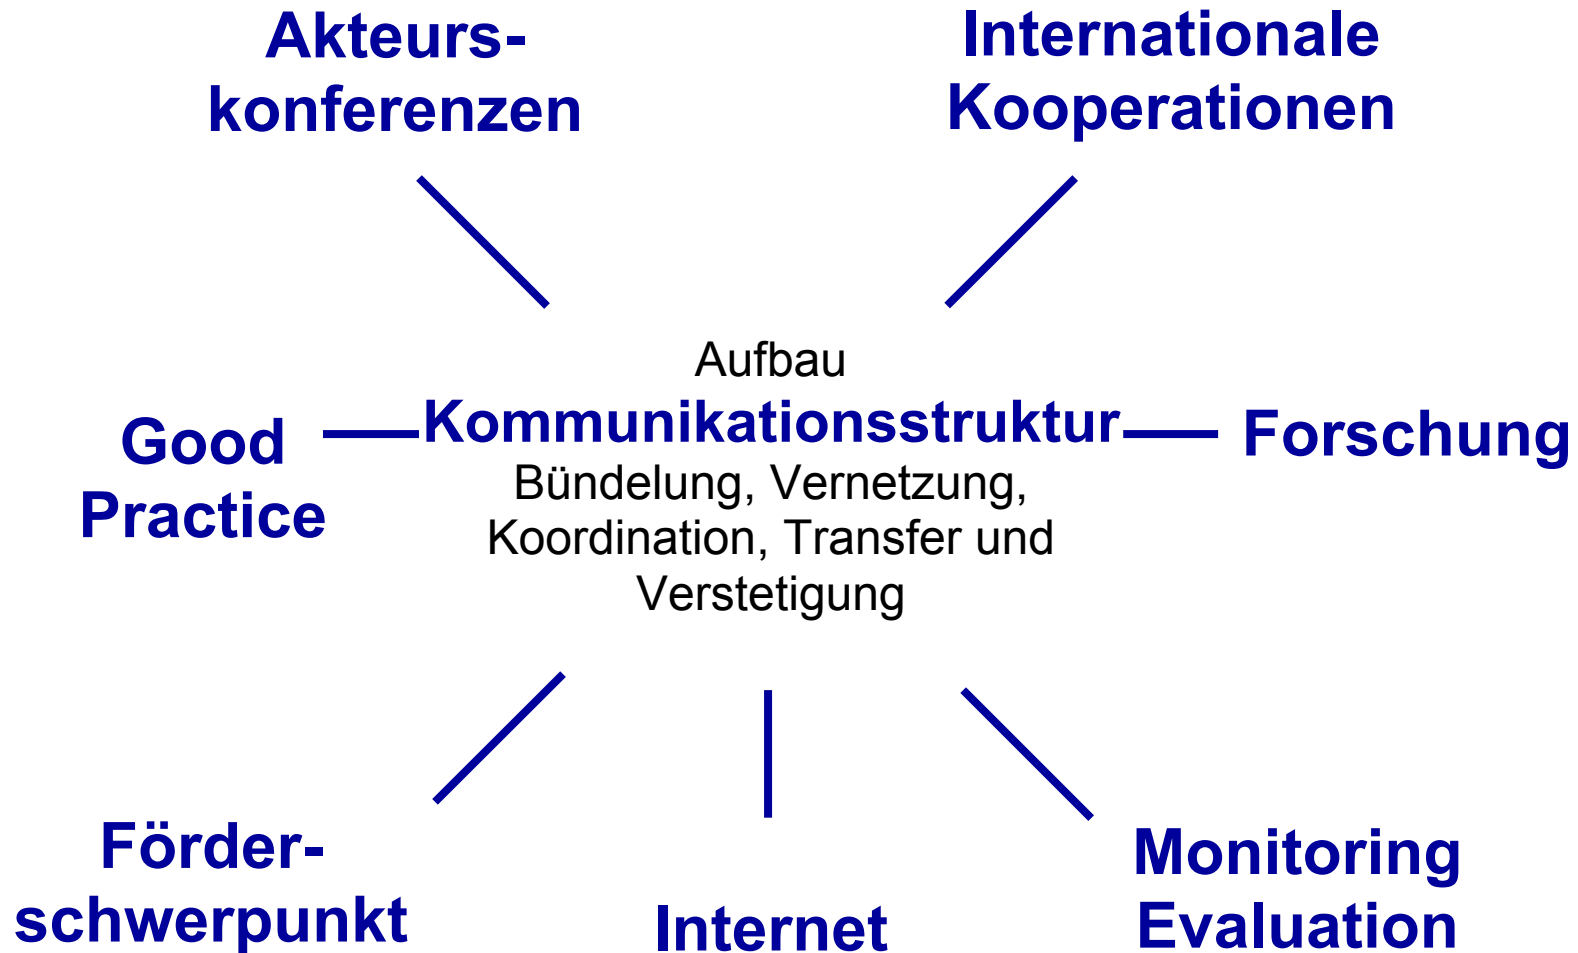 Akteurs-
konferenzen
Internationale
Kooperationen
Aufbau
Kommunikationsstruktur
Bündelung, Vernetzung,
Koordination, Transfer und
Verstetigung
Good
Practice
Forschung
Förder-
schwerpunkt
Internet
Monitoring
Evaluation